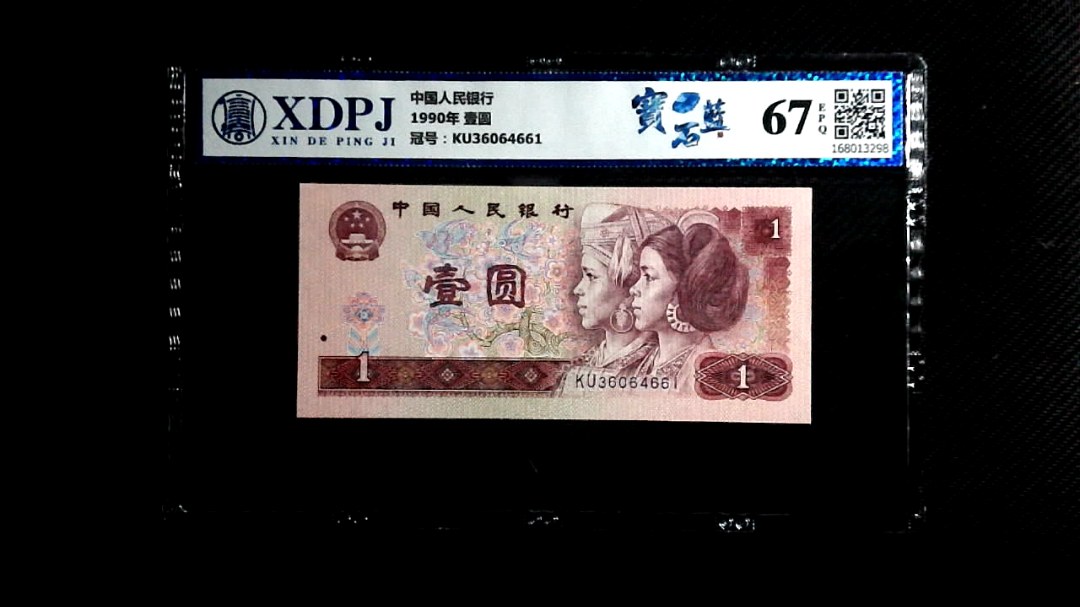 XDPJ
XIN DE PING JI
中国人民银行
1990年 壹圆
冠号：KU36064661
寶石藍
67
EPQ
168013298
中国人民银行
1
壹圆
1
KU36064661
1